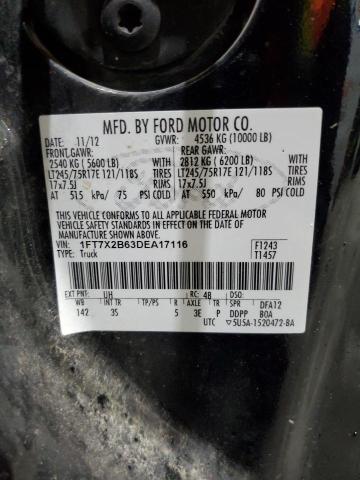 MFD. BY FORD MOTOR CO.
11/12 GVWR: 4536 KG (10000 LB)
FRONT GAWR: REAR GAWR:
2540 KG (5600 LB) 2812 KG (6200 LB)
LT245/75R17E 121/118S TIRES LT245/75R17E 121/118S TIRES
17x7.5J RIMS 17x7.5J RIMS
AT 515 kPa/ 75 PSI COLD AT 550 kPa/ 80 PSI COLD
THIS VEHICLE CONFORMS TO ALL APPLICABLE FEDERAL MOTOR
VEHICLE SAFETY STANDARDS IN EFFECT ON THE DATE OF MANUFACTURE
SHOWN ABOVE.
VIN: 1FT7X2B63DEA17116 F1243
TYPE: Truck T1457
EXT PNT: UH RC: 48 DSO:
WB INT TR TP/PS R AXLE TR SPR DFA12
142 3S 5 3E P DDPP BOA
UTC 5U5A-1520472-BA